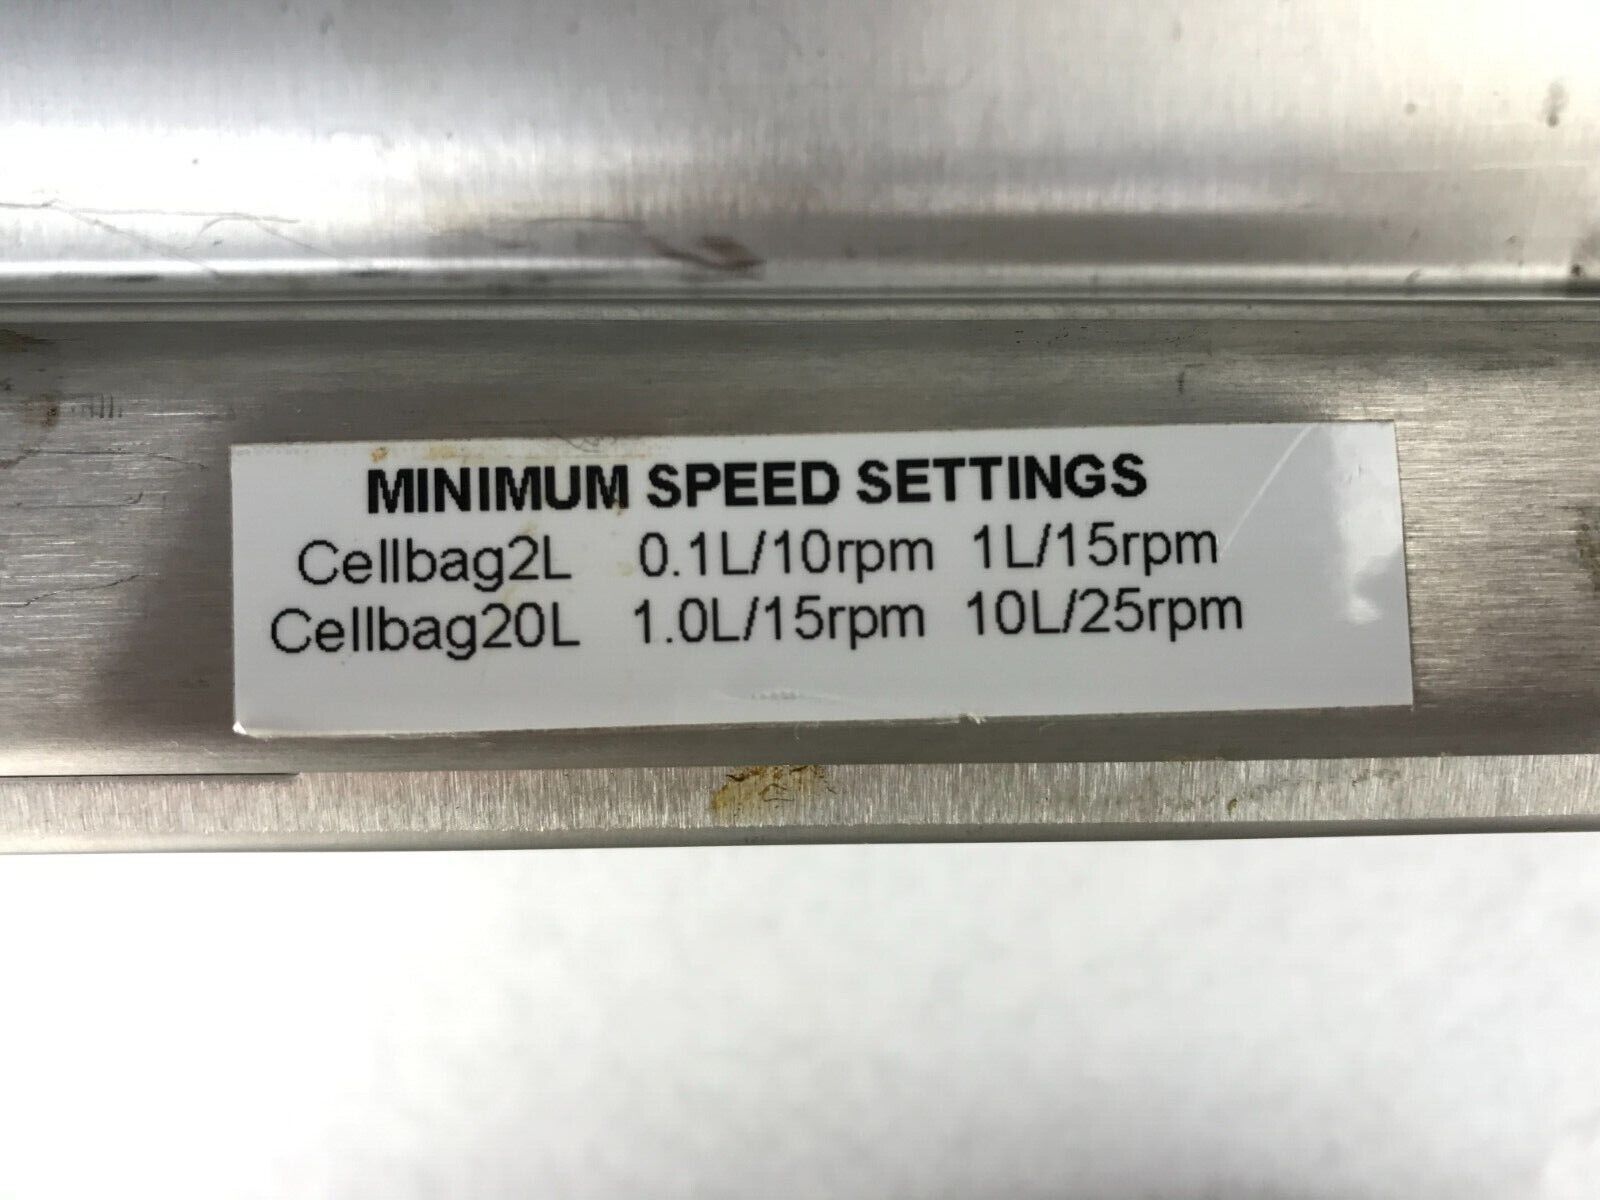 MINIMUM SPEED SETTINGS
Cellbag2L 0.1L/10rpm 1L/15rpm
Cellbag20L 1.0L/15rpm 10L/25rpm